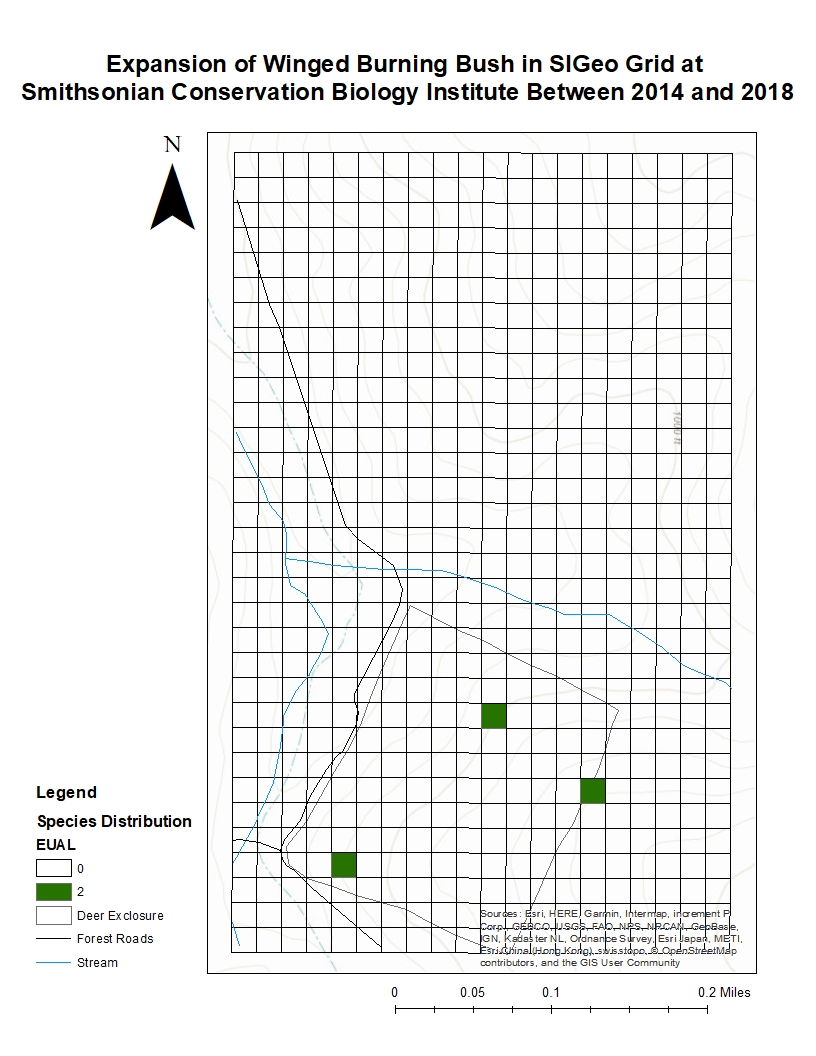 Expansion of Winged Burning Bush in SIGeo Grid at
Smithsonian Conservation Biology Institute Between 2014 and 2018
N
1000 ft
Legend
Species Distribution
EUAL
0
2
Deer Exclosure
Forest Roads
Stream
Sources: Esri, HERE, Garmin, Intermap, increment P
Corp., GEBCO, USGS, FAO, NPS, NRCAN, GeoBase,
IGN, Kadaster NL, Ordnance Survey, Esri Japan, METI,
Esri China (Hong Kong), swisstopo, © OpenStreetMap
contributors, and the GIS User Community
0 0.05 0.1 0.2 Miles